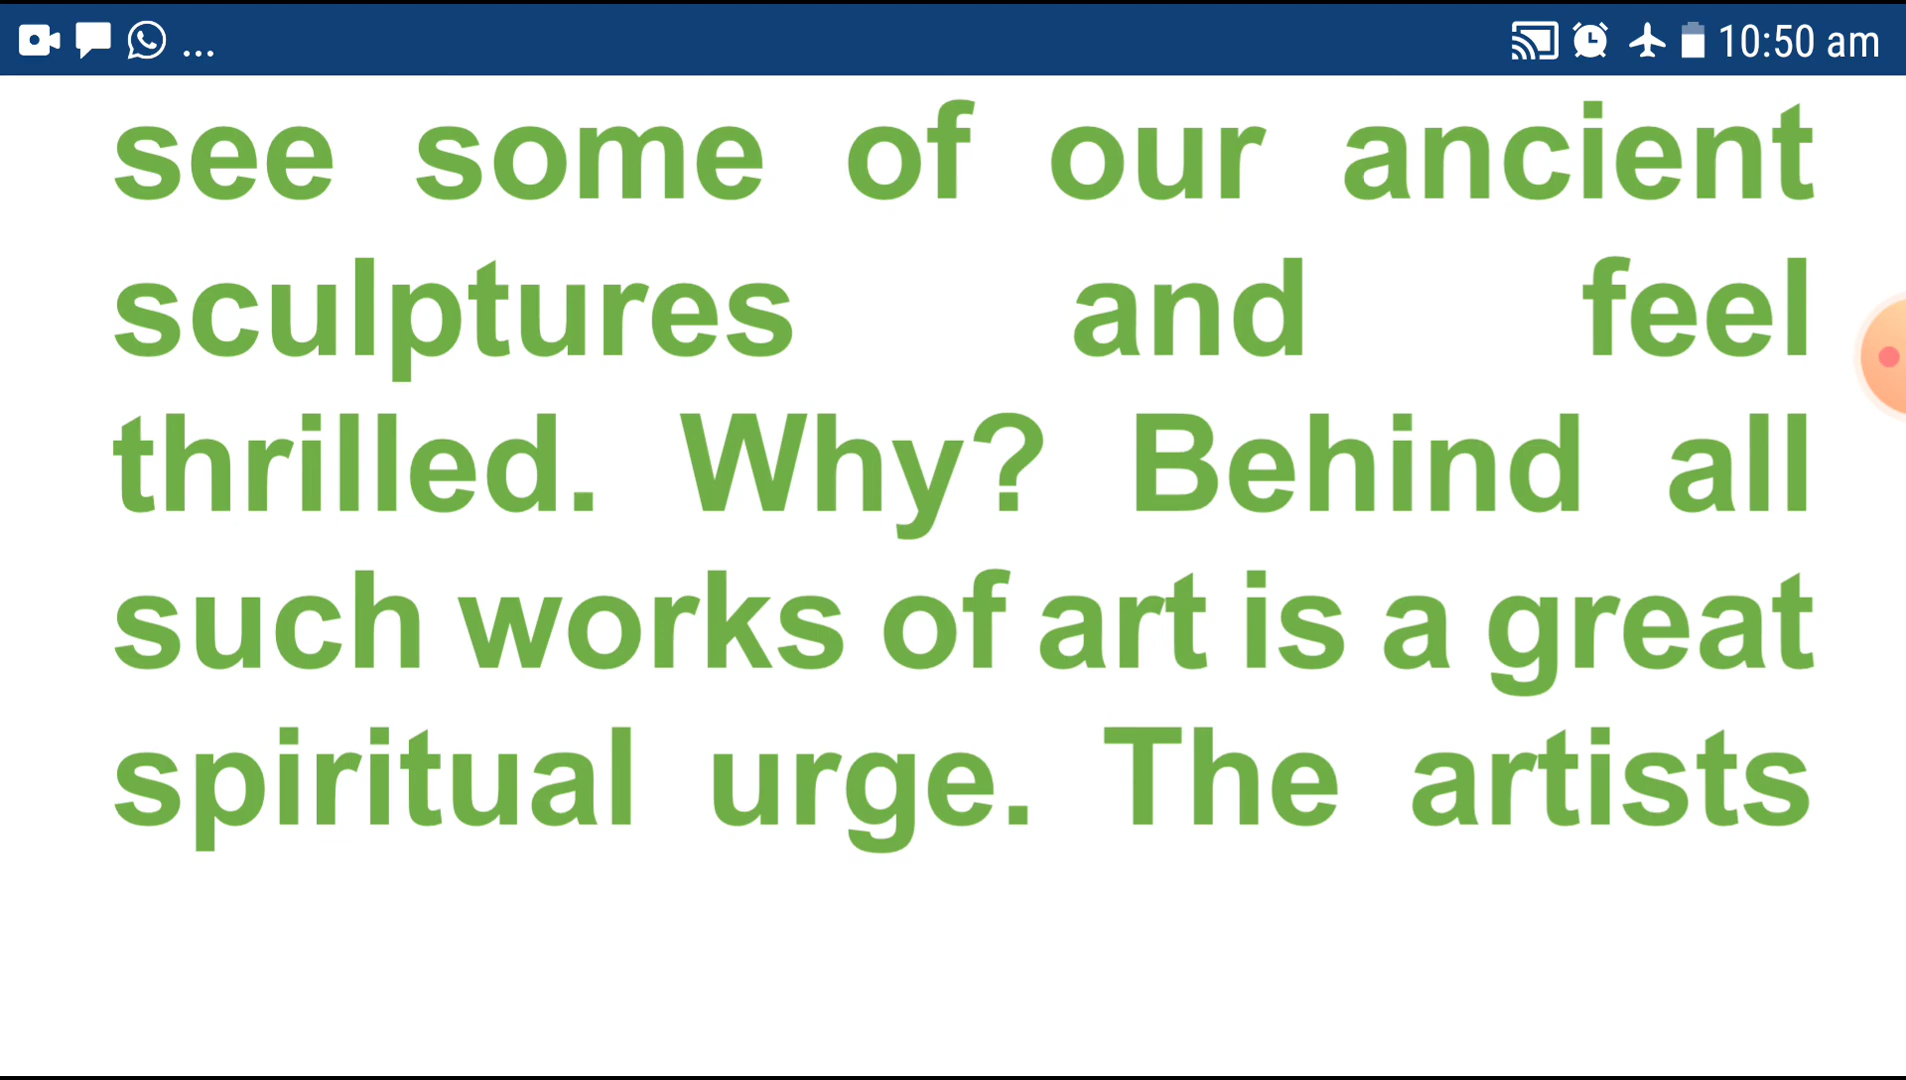 ... 10:50 am
see some of our ancient
sculptures and feel
thrilled. Why? Behind all
such works of art is a great
spiritual urge. The artists